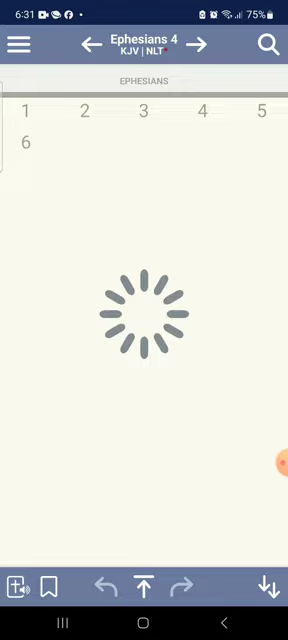 6:31 75%
Ephesians 4
KJV | NLT*
EPHESIANS
1 2 3 4 5
6